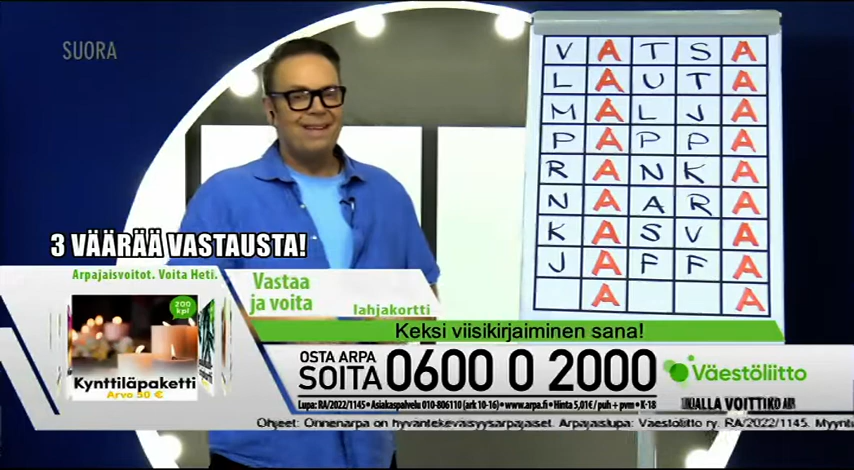 SUORA
V A T S A
L A U T A
M A L J A
P A P P A
R A N K A
N A A R A
K A S V A
J A F F A
A A
3 VÄÄRÄÄ VASTAUSTA!
Arpajaisvoitot. Voita Heti.
200
kpl
Kynttiläpaketti
Arvo 50 €
Vastaa
ja voita
lahjakortti
Keksi viisikirjaiminen sana!
OSTA ARPA
SOITA 0600 0 2000
Väestöliitto
Lupa: RA/2022/1145 • Asiakaspalvelu 010-806110 (ark 10-16) • www.arpa.fi • Hinta 5,01€ / puh + pvm • K-18
VOITTIKO
Ohjeet: Onnenarpa on hyväntekeväisyysarpajaiset. Arpajaislupa: Väestöliitto ry. RA/2022/1145. Myynt